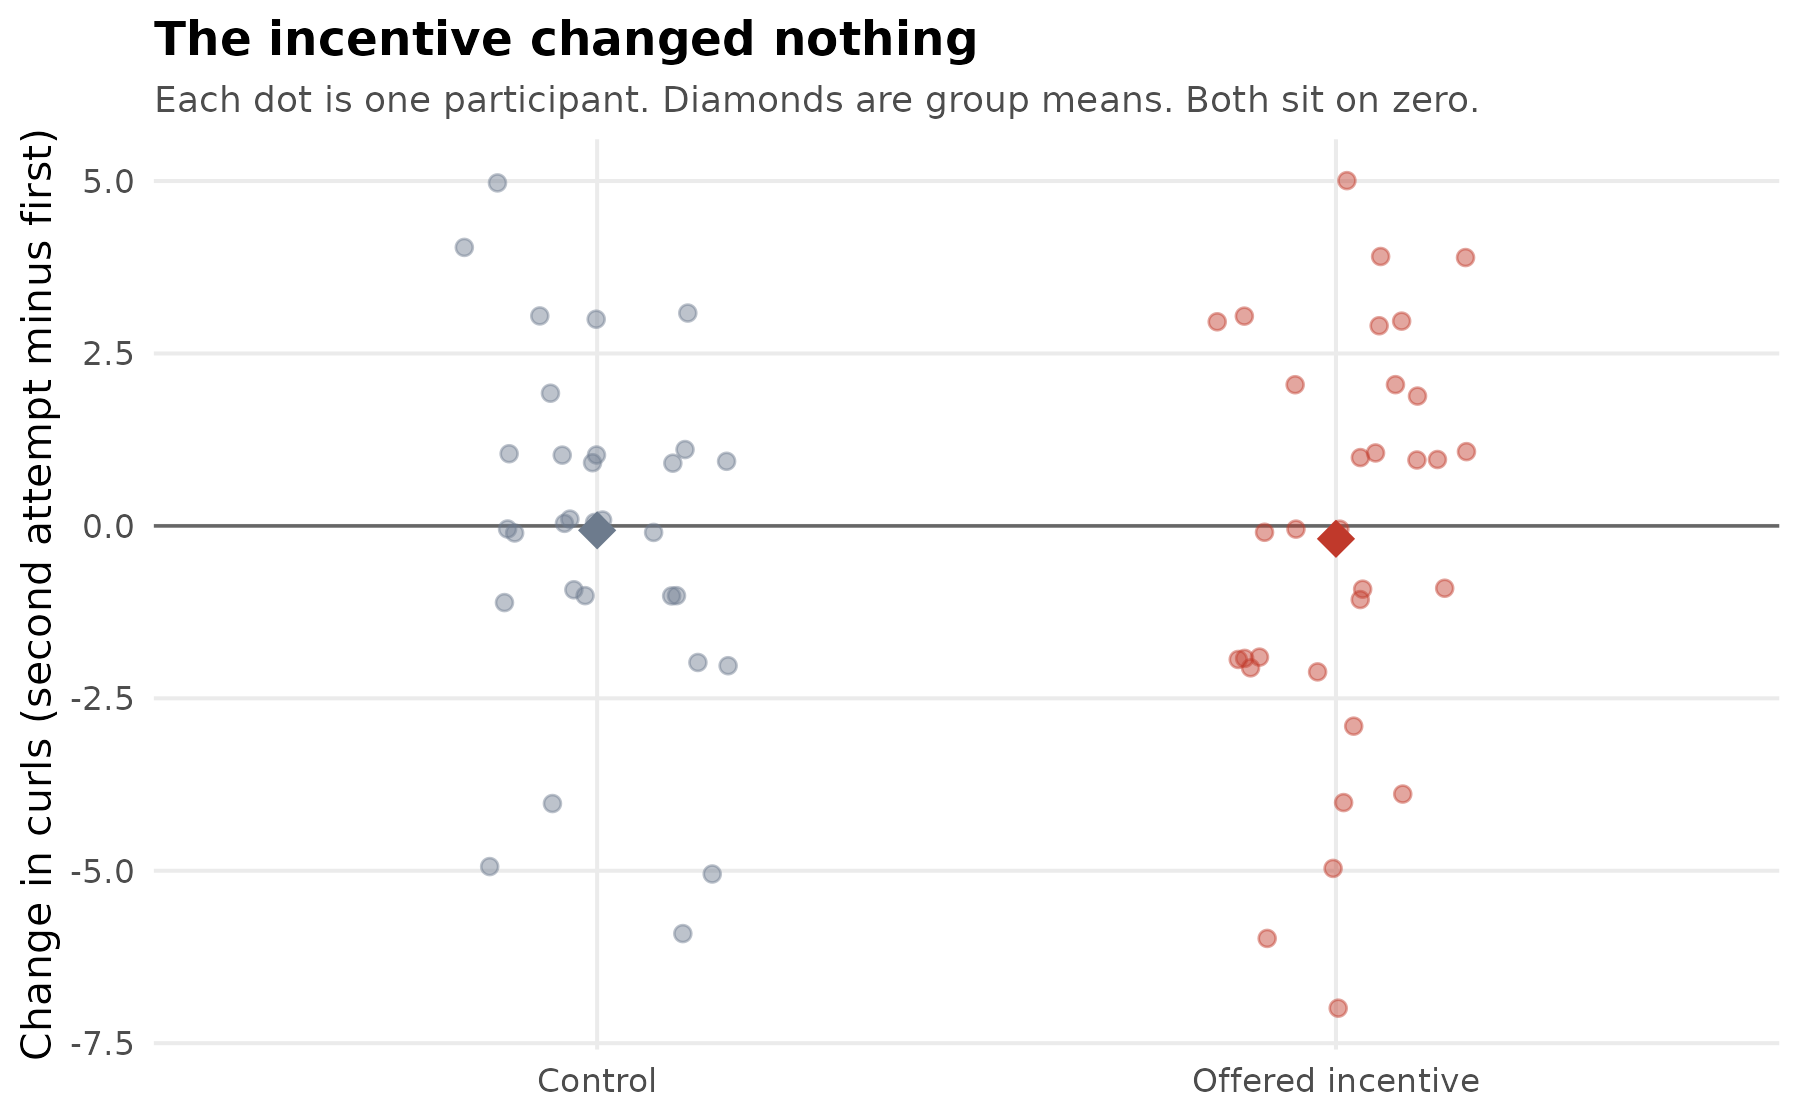 The incentive changed nothing
Each dot is one participant. Diamonds are group means. Both sit on zero.
Change in curls (second attempt minus first)
5.0
2.5
0.0
-2.5
-5.0
-7.5
Control
Offered incentive